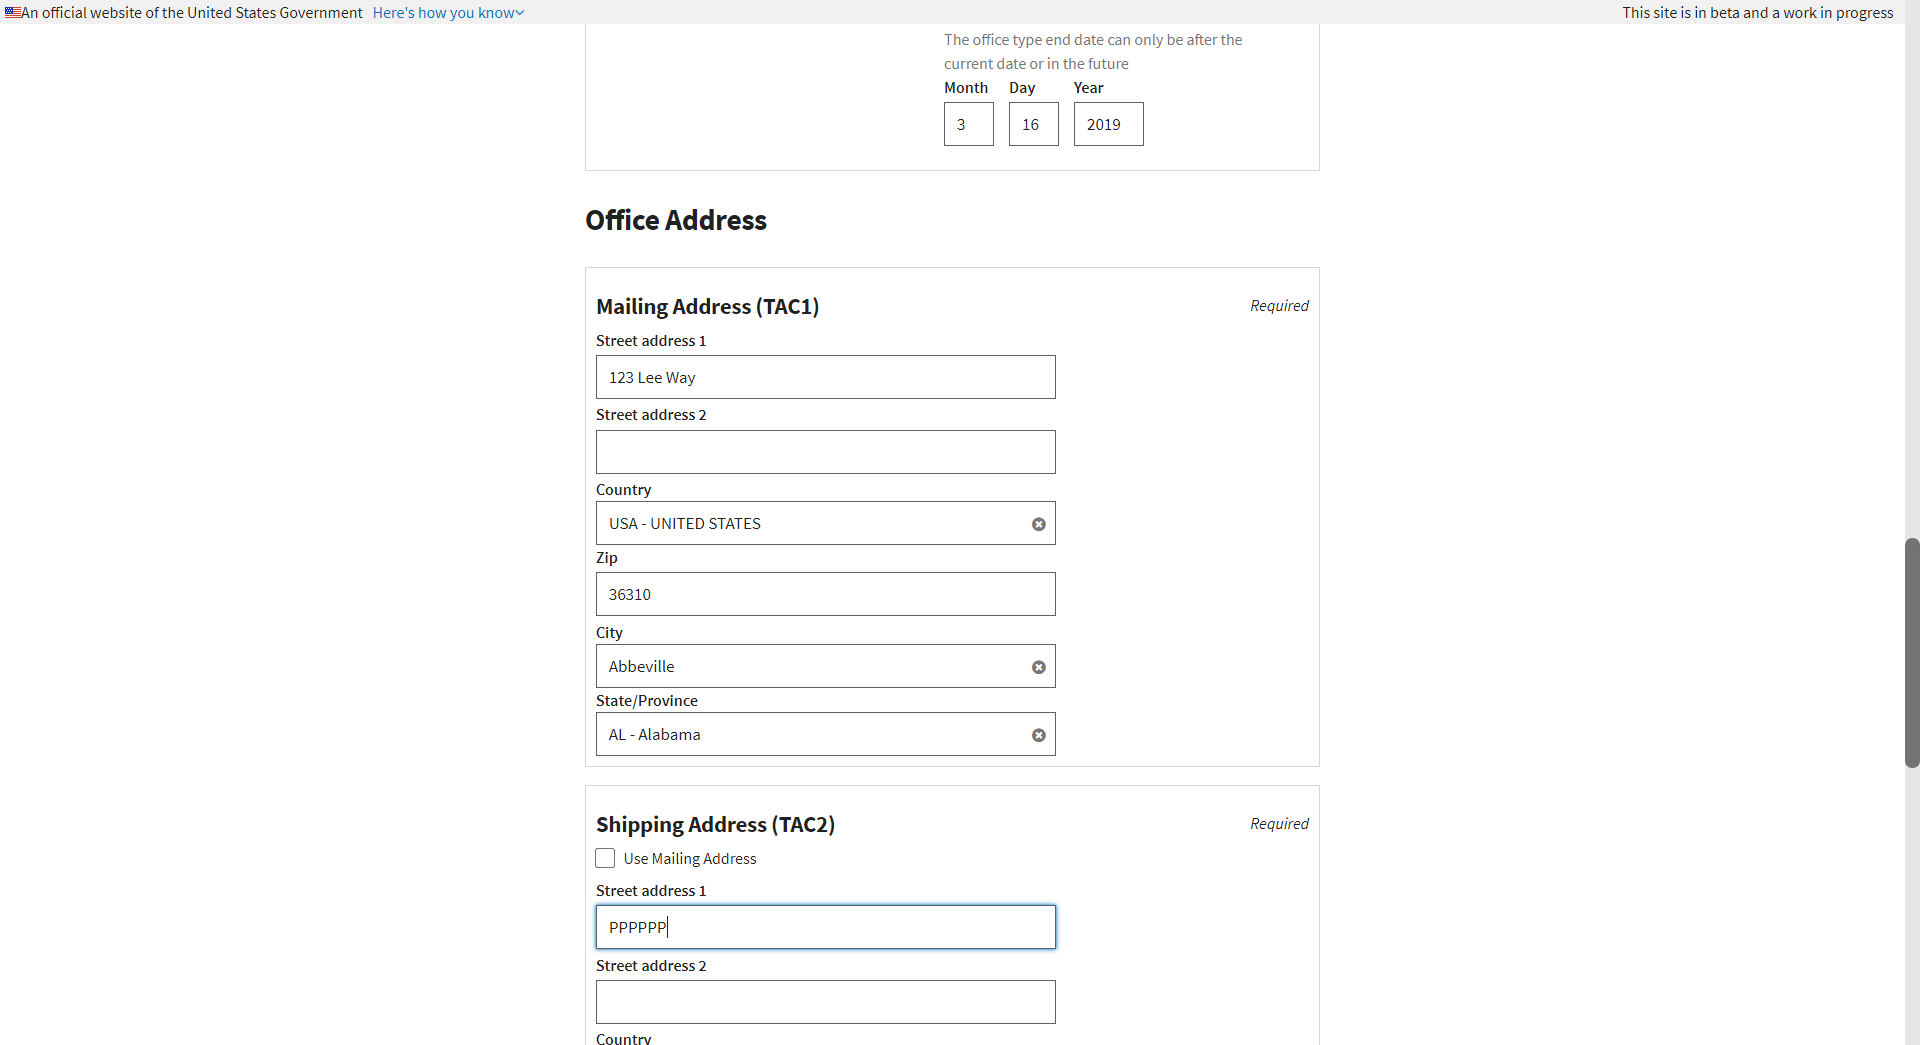 An official website of the United States Government Here's how you know
This site is in beta and a work in progress
The office type end date can only be after the
current date or in the future
Month Day Year
3 16 2019
Office Address
Mailing Address (TAC1)
Required
Street address 1
123 Lee Way
Street address 2
Country
USA - UNITED STATES
Zip
36310
City
Abbeville
State/Province
AL - Alabama
Shipping Address (TAC2)
Required
Use Mailing Address
Street address 1
PPPPPP
Street address 2
Country